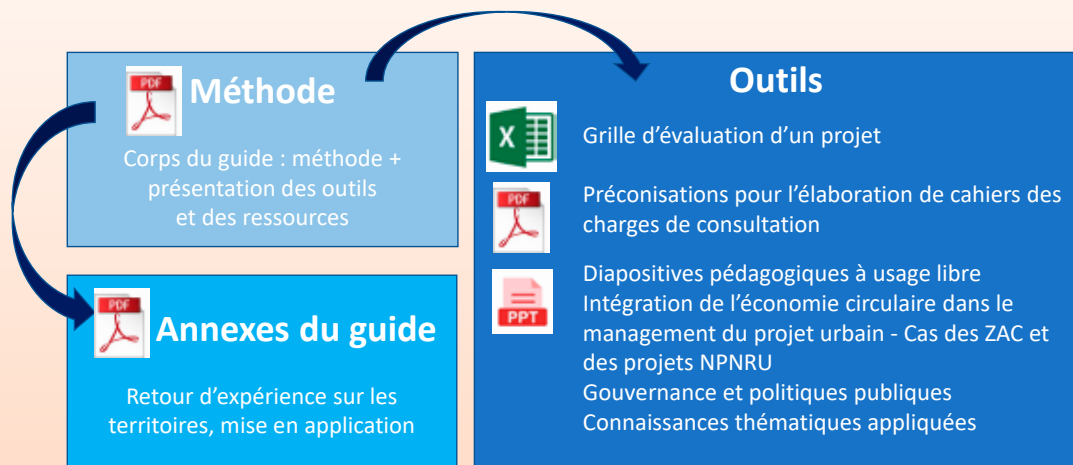 PDF
Méthode
Corps du guide : méthode +
présentation des outils
et des ressources
PDF
Annexes du guide
Retour d'expérience sur les
territoires, mise en application
Outils
X
Grille d'évaluation d'un projet
PDF
Préconisations pour l'élaboration de cahiers des
charges de consultation
PPT
Diapositives pédagogiques à usage libre
Intégration de l'économie circulaire dans le
management du projet urbain - Cas des ZAC et
des projets NPNRU
Gouvernance et politiques publiques
Connaissances thématiques appliquées